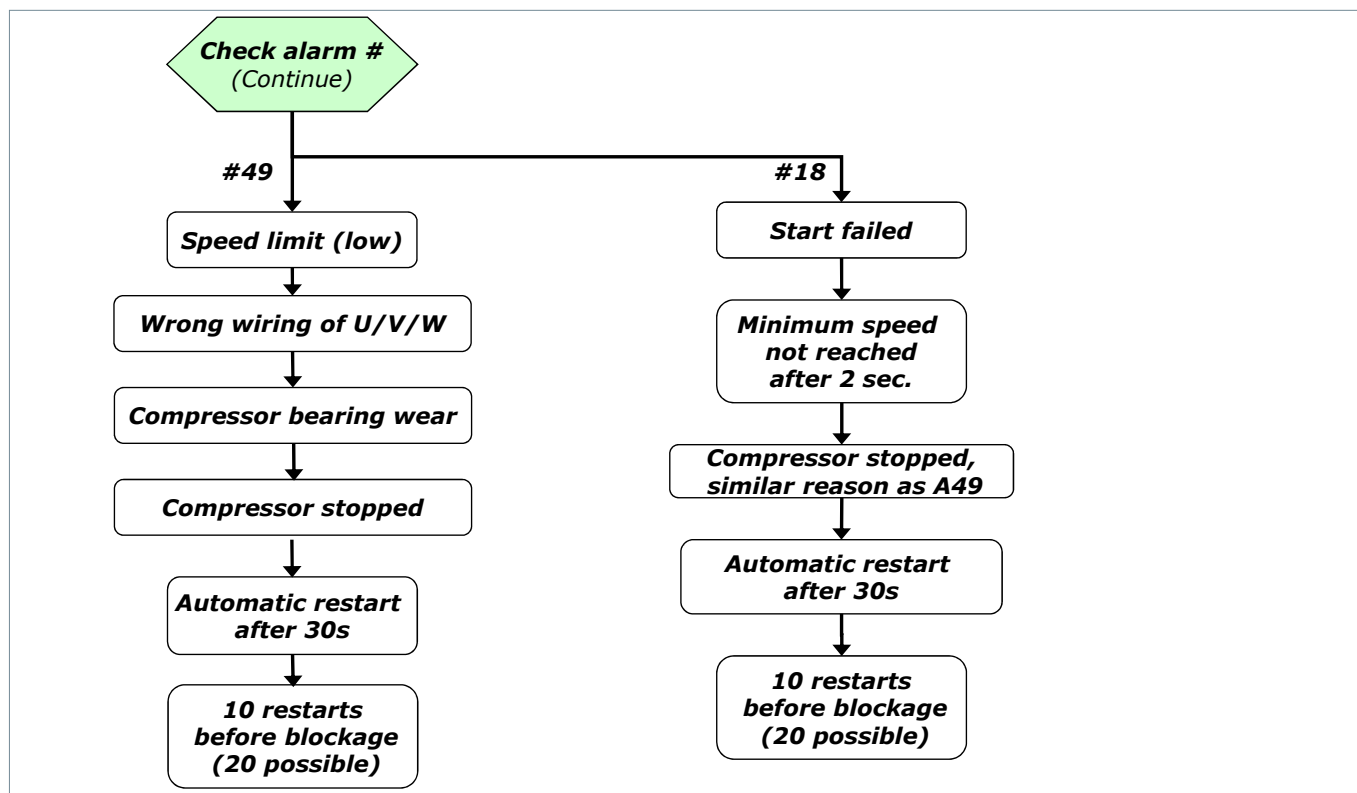 Check alarm #
(Continue)
#49
#18
Speed limit (low)
Wrong wiring of U/V/W
Compressor bearing wear
Compressor stopped
Automatic restart
after 30s
10 restarts
before blockage
(20 possible)
Start failed
Minimum speed
not reached
after 2 sec.
Compressor stopped,
similar reason as A49
Automatic restart
after 30s
10 restarts
before blockage
(20 possible)